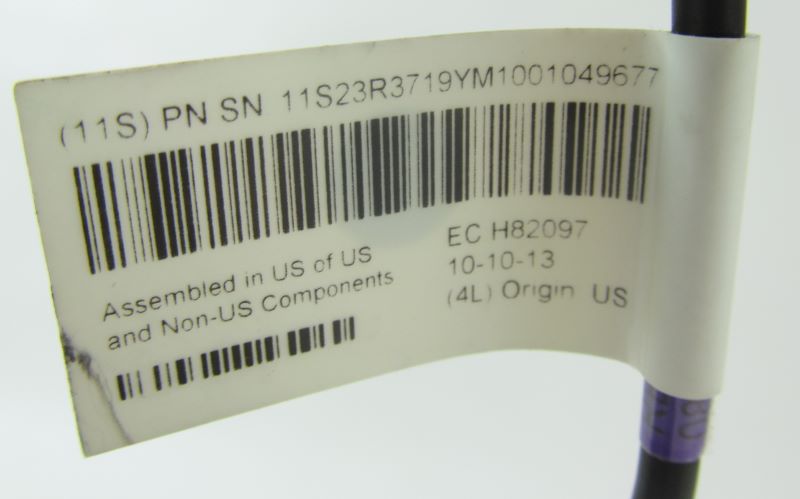 (11S) PN SN 11S23R3719YM1001049677
Assembled in US of US
and Non-US Components
EC H82097
10-10-13
(4L) Origin US